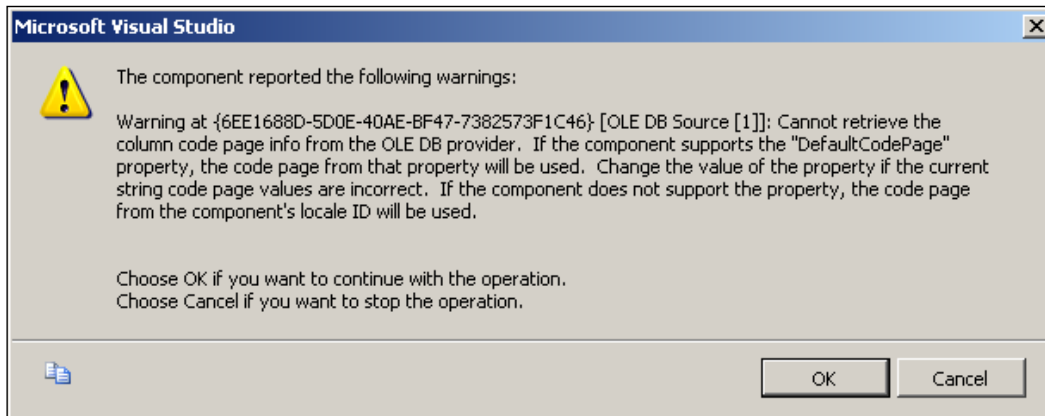 Microsoft Visual Studio
The component reported the following warnings:
Warning at {6EE1688D-5D0E-40AE-BF47-7382573F1C46} [OLE DB Source [1]]: Cannot retrieve the
column code page info from the OLE DB provider.  If the component supports the "DefaultCodePage"
property, the code page from that property will be used.  Change the value of the property if the current
string code page values are incorrect.  If the component does not support the property, the code page
from the component's locale ID will be used.
Choose OK if you want to continue with the operation.
Choose Cancel if you want to stop the operation.
OK
Cancel